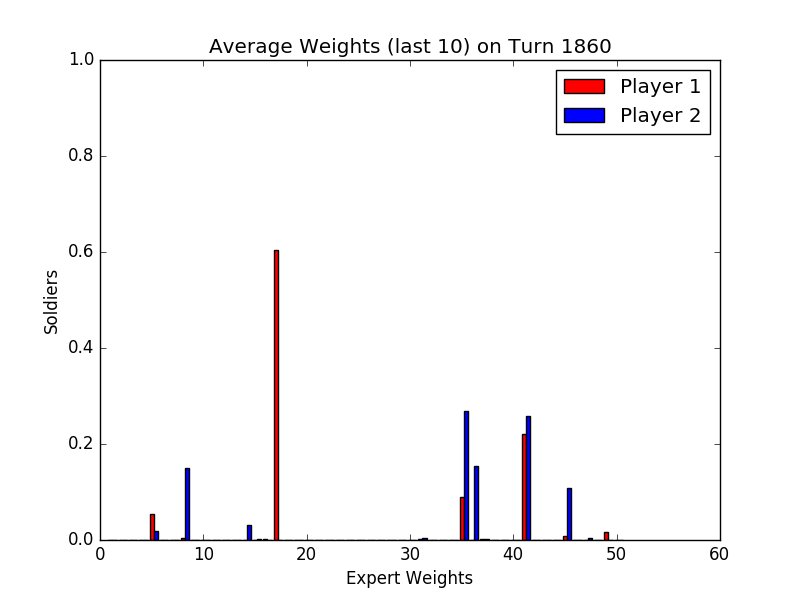 Average Weights (last 10) on Turn 1860
1.0
Player 1
Player 2
0.8
0.6
Soldiers
0.4
0.2
0.0
0 10 20 30 40 50 60
Expert Weights